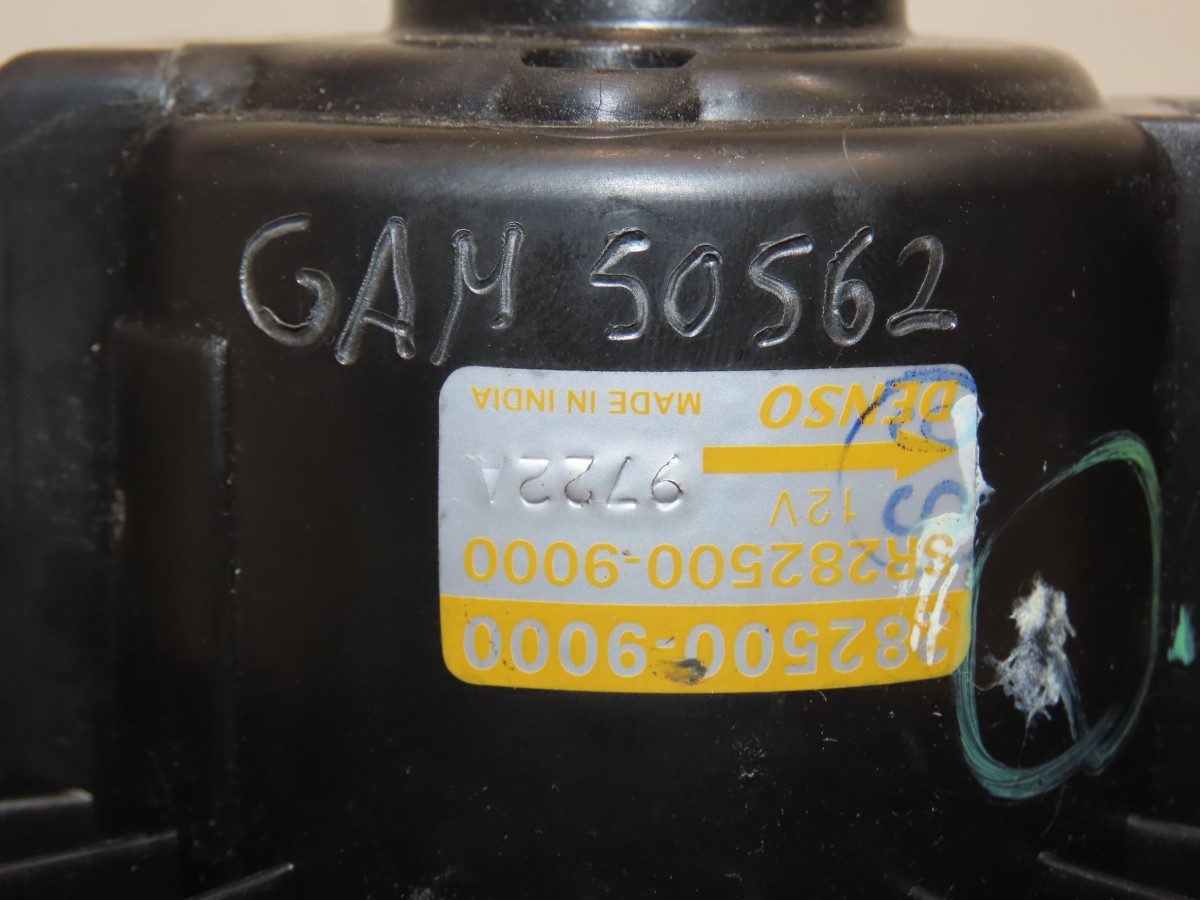 GAM 50562
282500-9000
SR282500-9000
12V
9722A
DENSO MADE IN INDIA